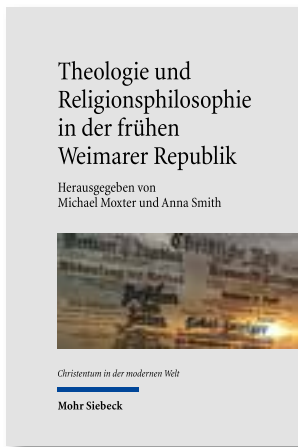 Theologie und
Religionsphilosophie
in der frühen
Weimarer Republik
Herausgegeben von
Michael Moxter und Anna Smith
Christentum in der modernen Welt
Mohr Siebeck